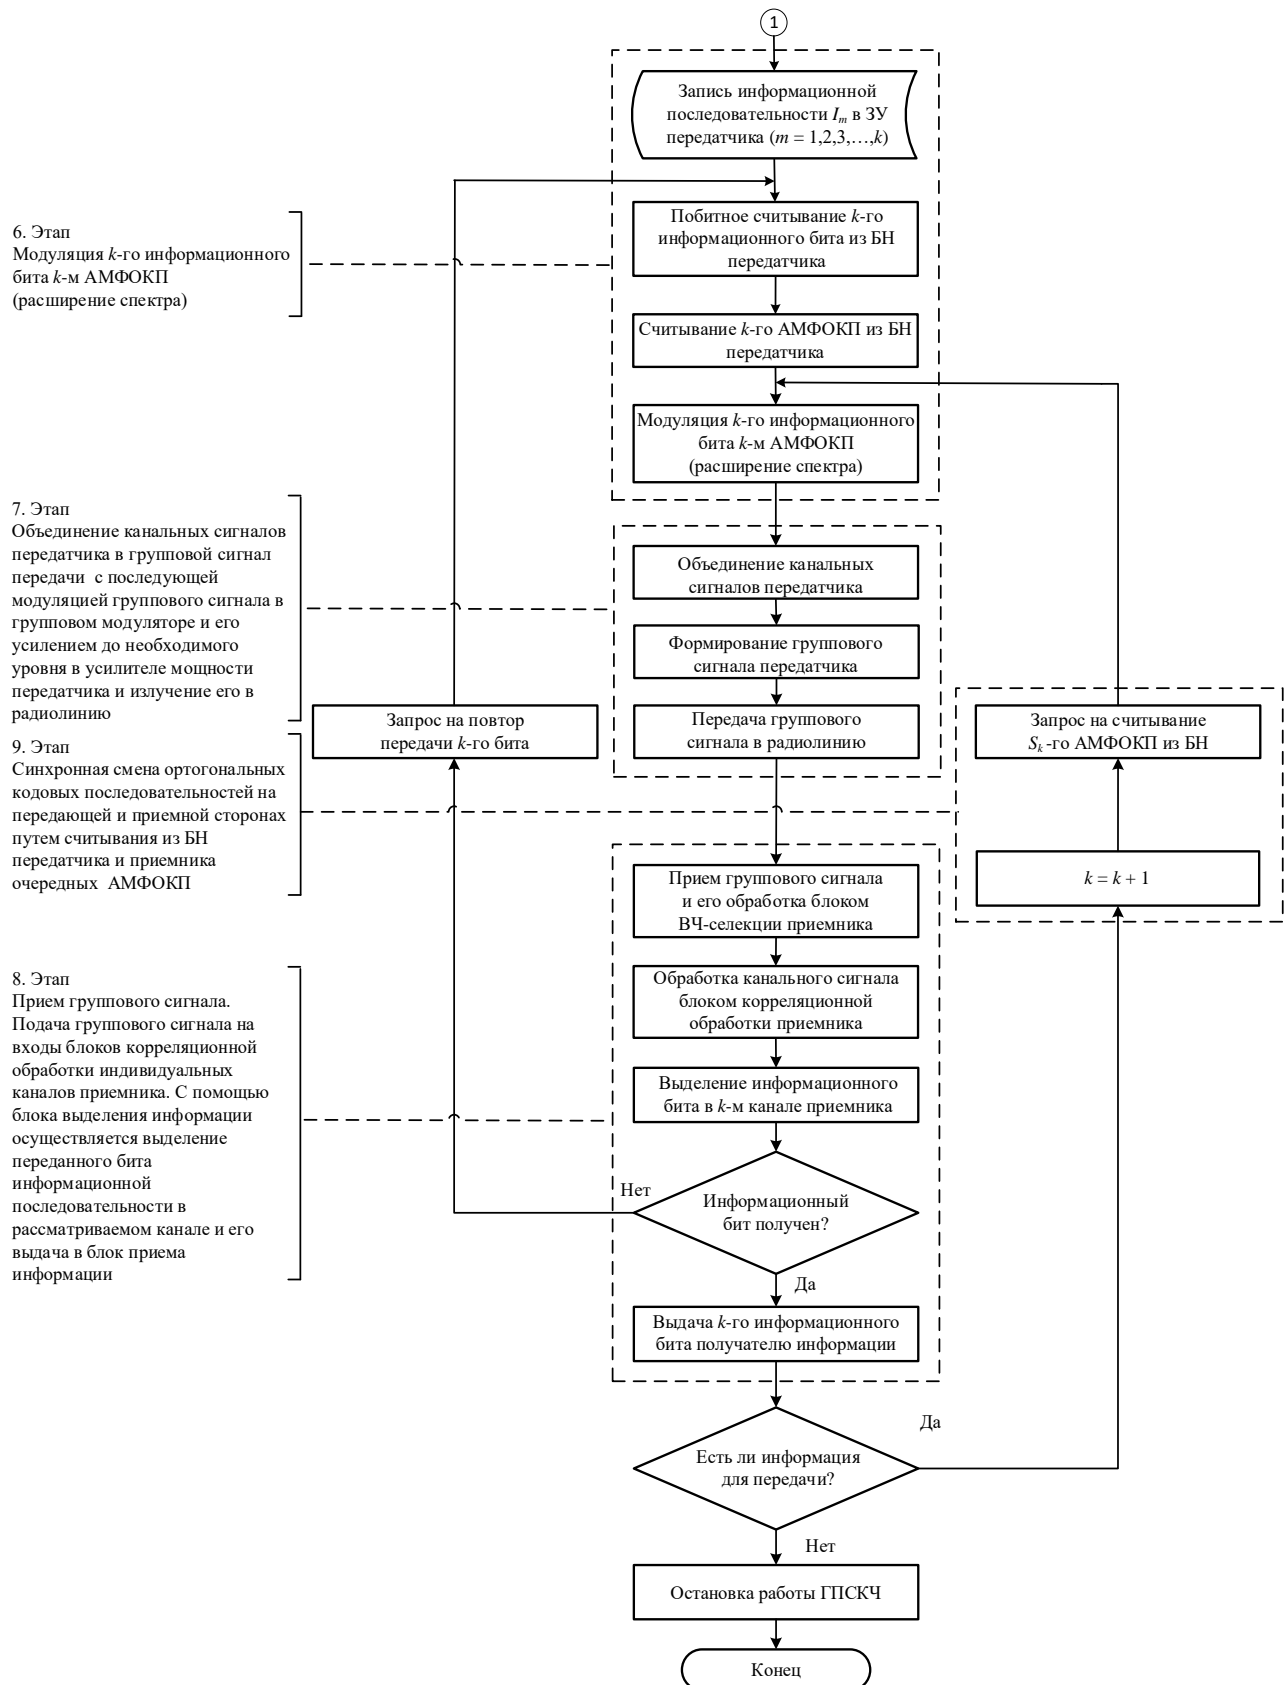 1
Запись информационной
последовательности Im в ЗУ
передатчика (m = 1,2,3,…,k)
6. Этап
Модуляция k-го информационного
бита k-м АМФОКП
(расширение спектра)
Побитное считывание k-го
информационного бита из БН
передатчика
Считывание k-го АМФОКП из БН
передатчика
Модуляция k-го информационного
бита k-м АМФОКП
(расширение спектра)
7. Этап
Объединение канальных сигналов
передатчика в групповой сигнал
передачи с последующей
модуляцией группового сигнала в
групповом модуляторе и его
усилением до необходимого
уровня в усилителе мощности
передатчика и излучение его в
радиолинию
Объединение канальных
сигналов передатчика
Формирование группового
сигнала передатчика
Передача группового
сигнала в радиолинию
Запрос на повтор
передачи k-го бита
Запрос на считывание
Sk-го АМФОКП из БН
9. Этап
Синхронная смена ортогональных
кодовых последовательностей на
передающей и приемной сторонах
путем считывания из БН
передатчика и приемника
очередных АМФОКП
k = k + 1
Прием группового сигнала
и его обработка блоком
ВЧ-селекции приемника
Обработка канального сигнала
блоком корреляционной
обработки приемника
Выделение информационного
бита в k-м канале приемника
8. Этап
Прием группового сигнала.
Подача группового сигнала на
входы блоков корреляционной
обработки индивидуальных
каналов приемника. С помощью
блока выделения информации
осуществляется выделение
переданного бита
информационной
последовательности в
рассматриваемом канале и его
выдача в блок приема
информации
Нет
Информационный
бит получен?
Да
Выдача k-го информационного
бита получателю информации
Да
Есть ли информация
для передачи?
Нет
Остановка работы ГПСКЧ
Конец